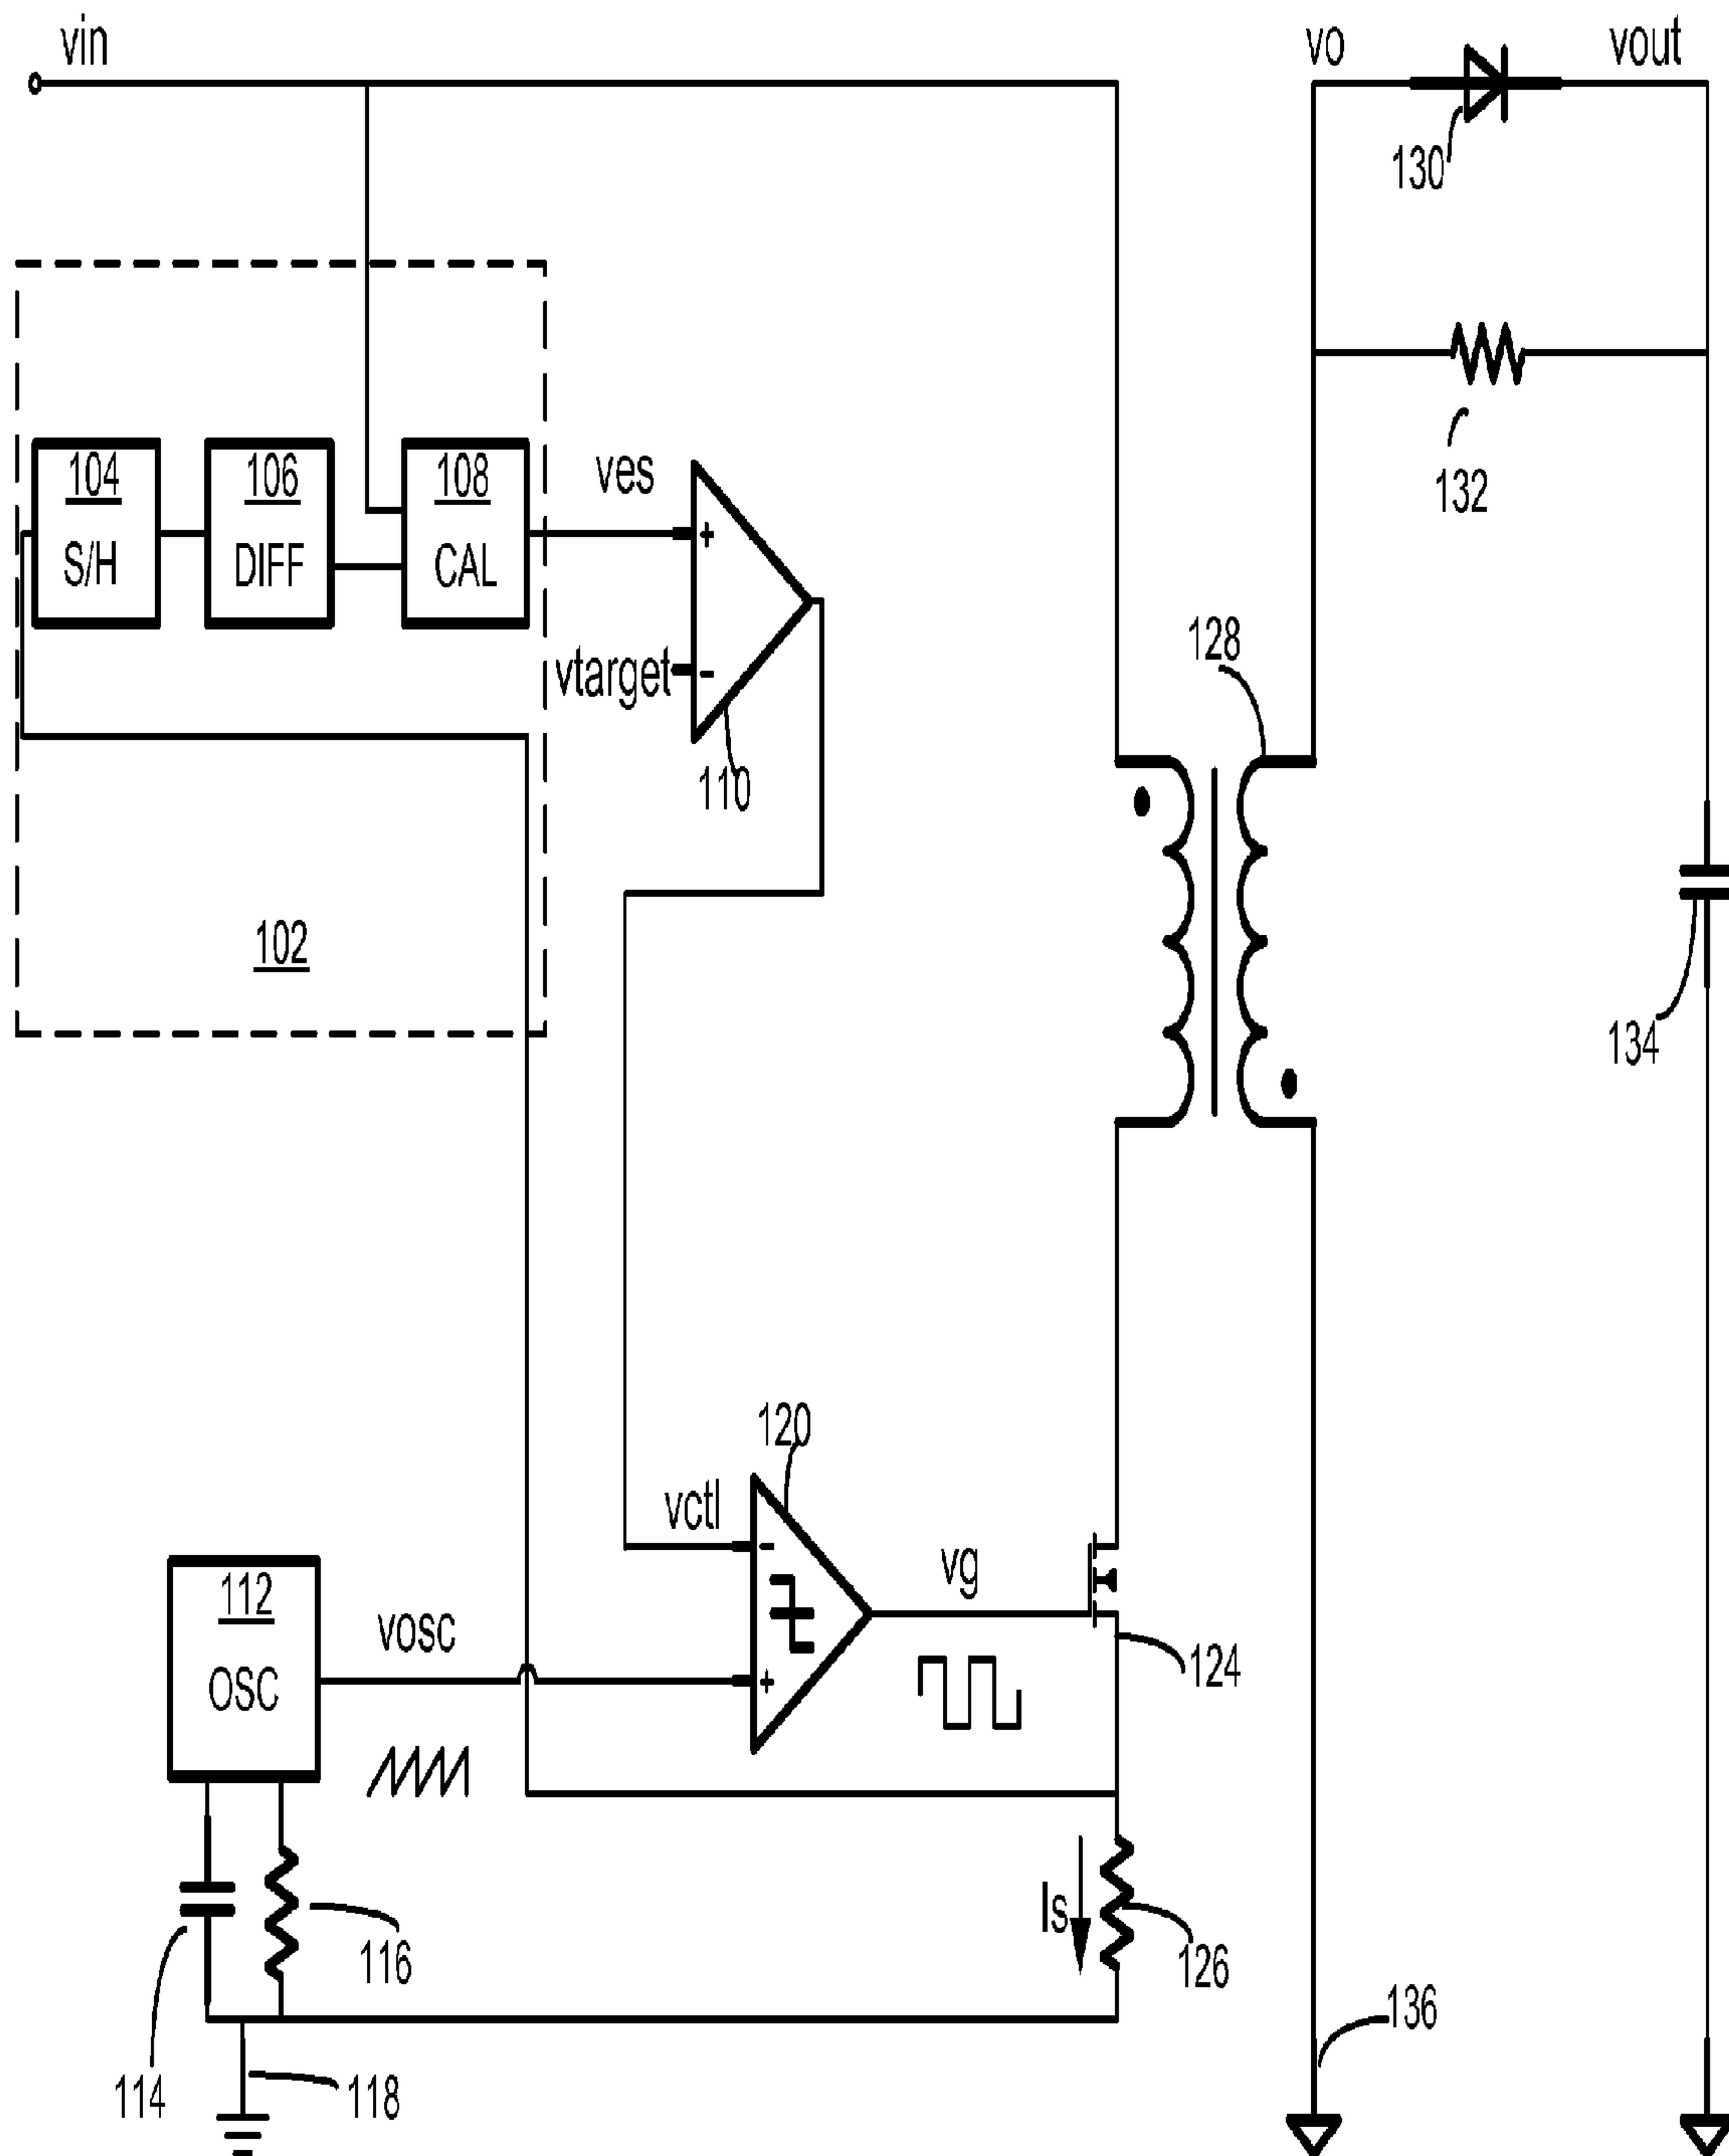 vin
vo
vout
130
132
104
S/H
106
DIFF
108
CAL
ves
+
vtarget
-
110
128
102
134
120
vctl
-
vg
112
OSC
vosc
+
124
Is
116
126
136
114
118